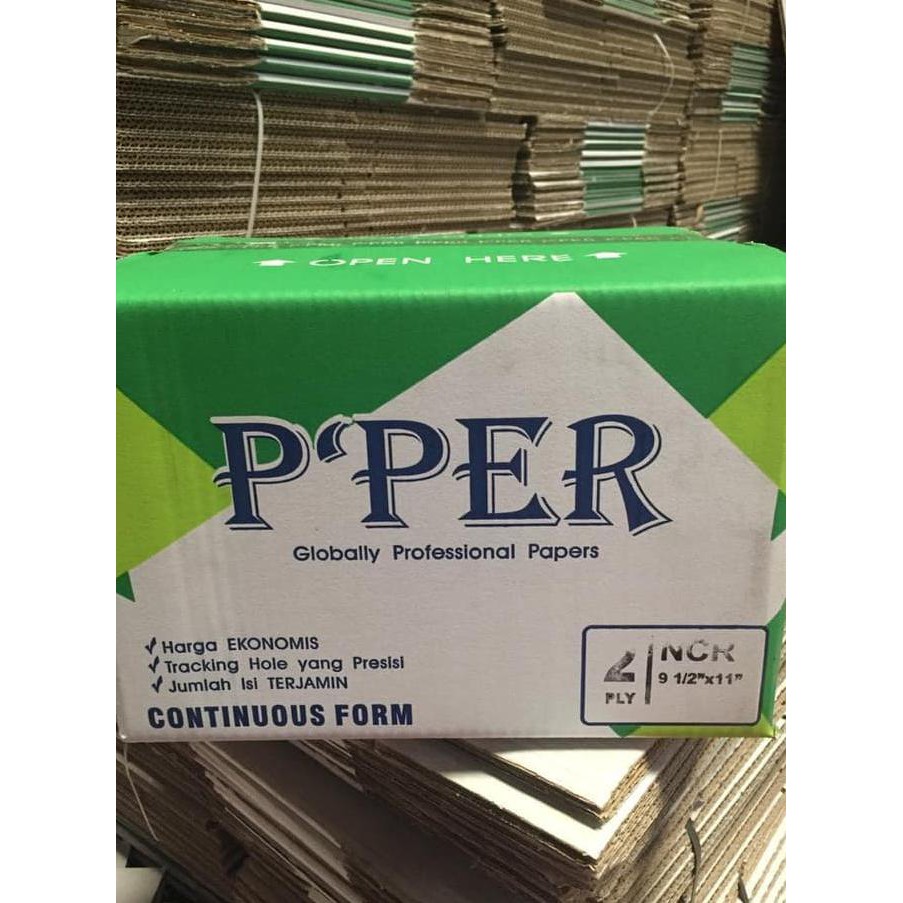 OPEN HERE
P'PER
Globally Professional Papers
Harga EKONOMIS
Tracking Hole yang Presisi
Jumlah Isi TERJAMIN
CONTINUOUS FORM
2 PLY
NCR
9 1/2"x11"